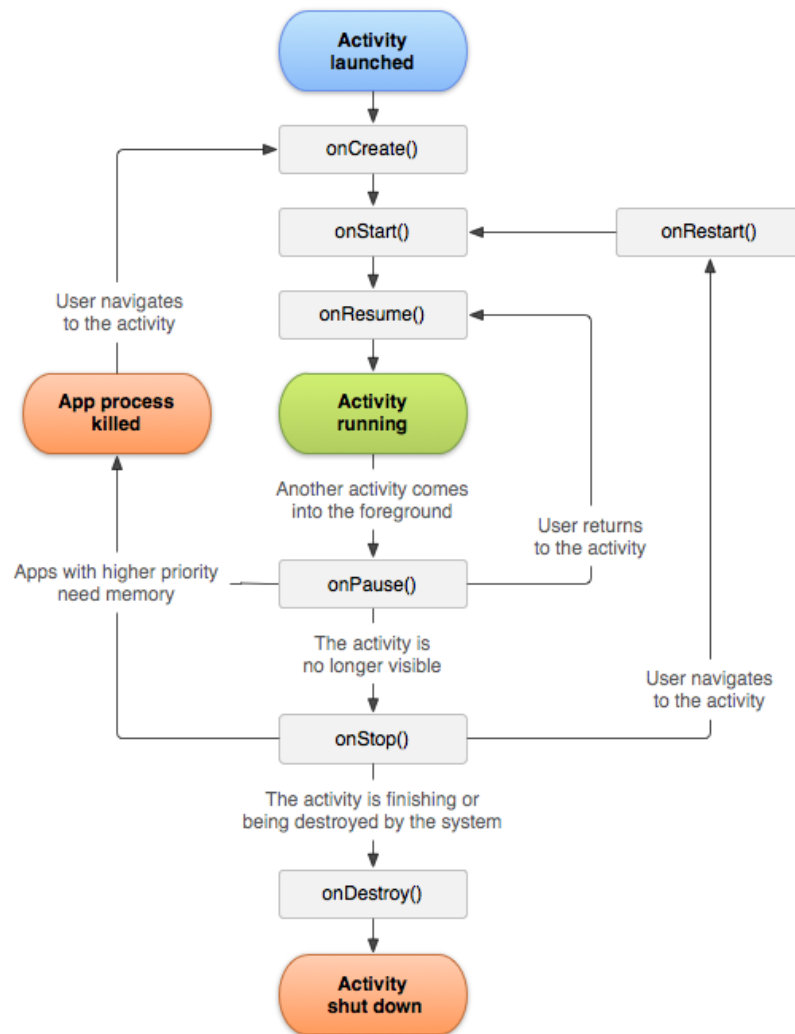 Activity
launched
onCreate()
onStart()
onRestart()
User navigates
to the activity
onResume()
App process
killed
Activity
running
Another activity comes
into the foreground
User returns
to the activity
Apps with higher priority
need memory
onPause()
The activity is
no longer visible
User navigates
to the activity
onStop()
The activity is finishing or
being destroyed by the system
onDestroy()
Activity
shut down